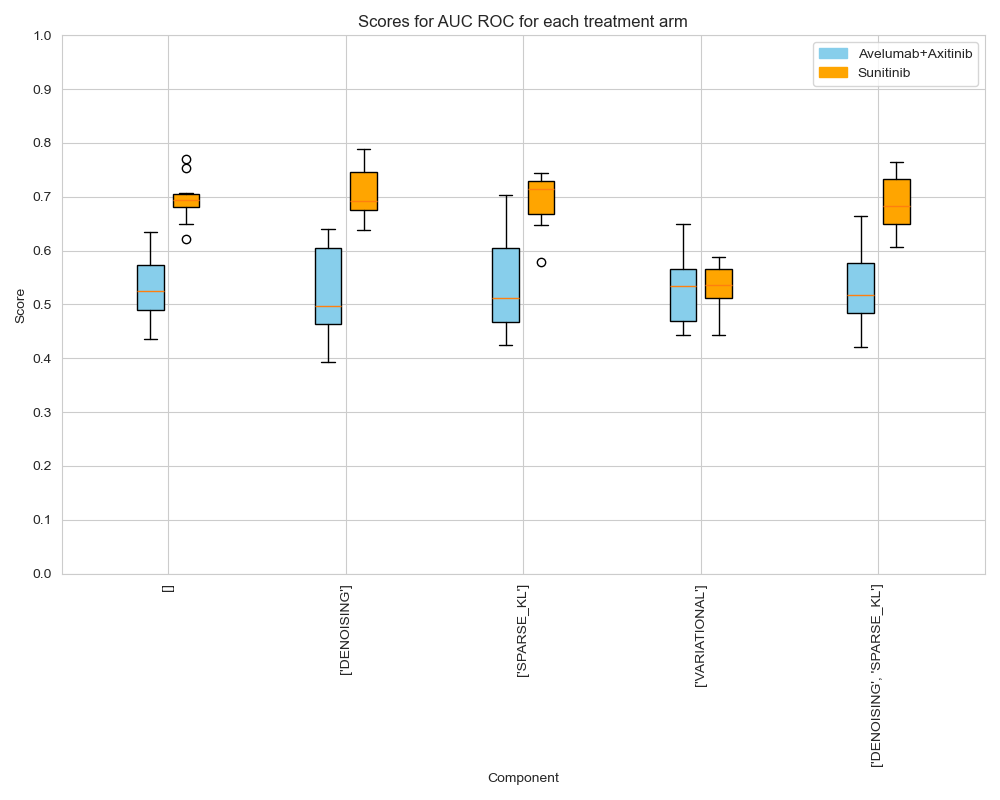 Scores for AUC ROC for each treatment arm
1.0
0.9
0.8
0.7
0.6
0.5
0.4
0.3
0.2
0.1
0.0
Score
Avelumab+Axitinib
Sunitinib
[]
['DENOISING']
['SPARSE_KL']
['VARIATIONAL']
['DENOISING', 'SPARSE_KL']
Component